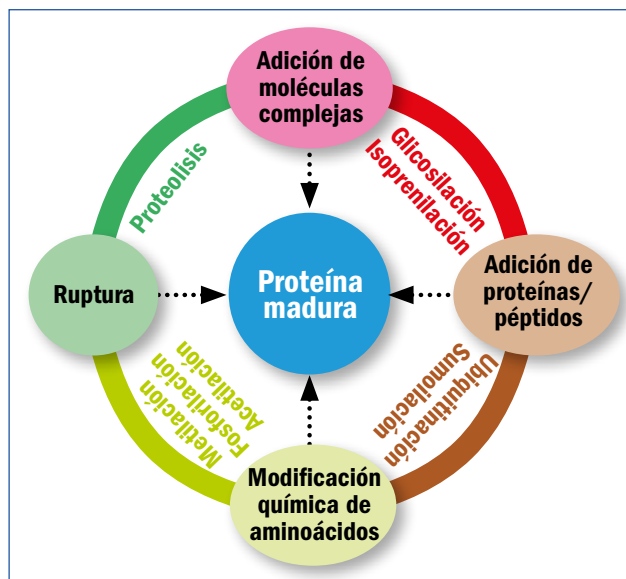 Adición de
moléculas
complejas
Proteolisis
Glicosilación
Isoprenilación
Ruptura
Proteína
madura
Adición de
proteínas/
péptidos
Metilación
Fosforilación
Acetilación
Ubiquitinación
Sumoilación
Modificación
química de
aminoácidos